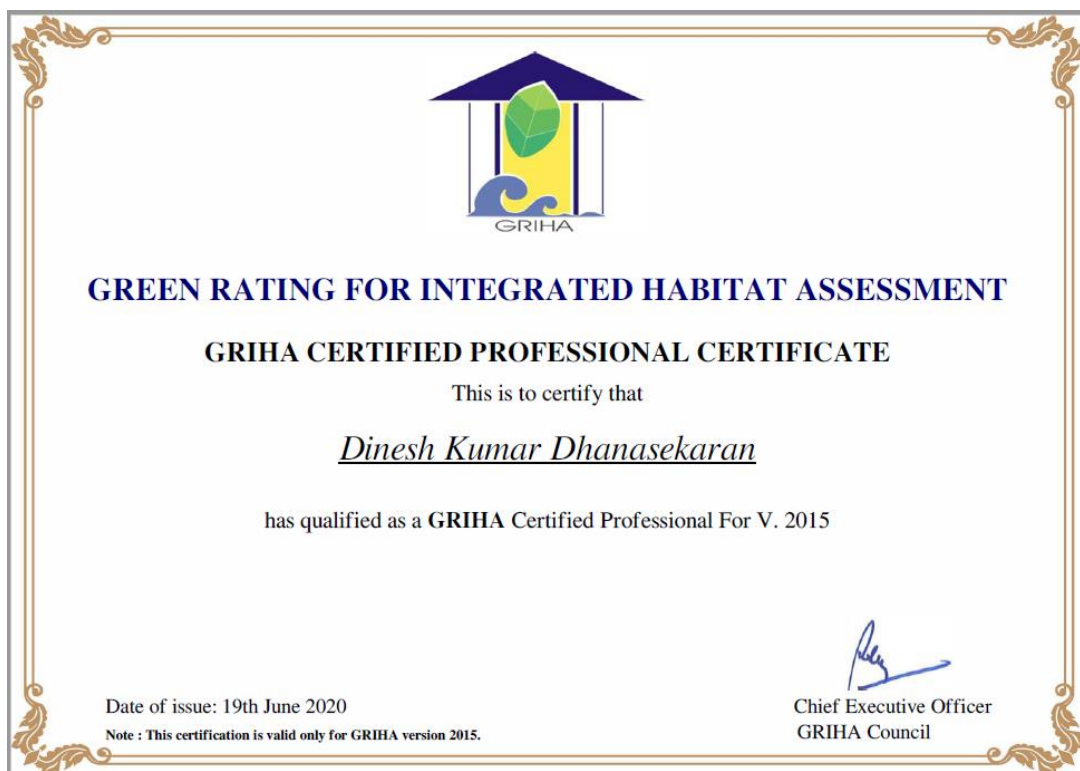 GRIHA
GREEN RATING FOR INTEGRATED HABITAT ASSESSMENT
GRIHA CERTIFIED PROFESSIONAL CERTIFICATE
This is to certify that
Dinesh Kumar Dhanasekaran
has qualified as a GRIHA Certified Professional For V. 2015
Date of issue: 19th June 2020
Note : This certification is valid only for GRIHA version 2015.
Chief Executive Officer
GRIHA Council